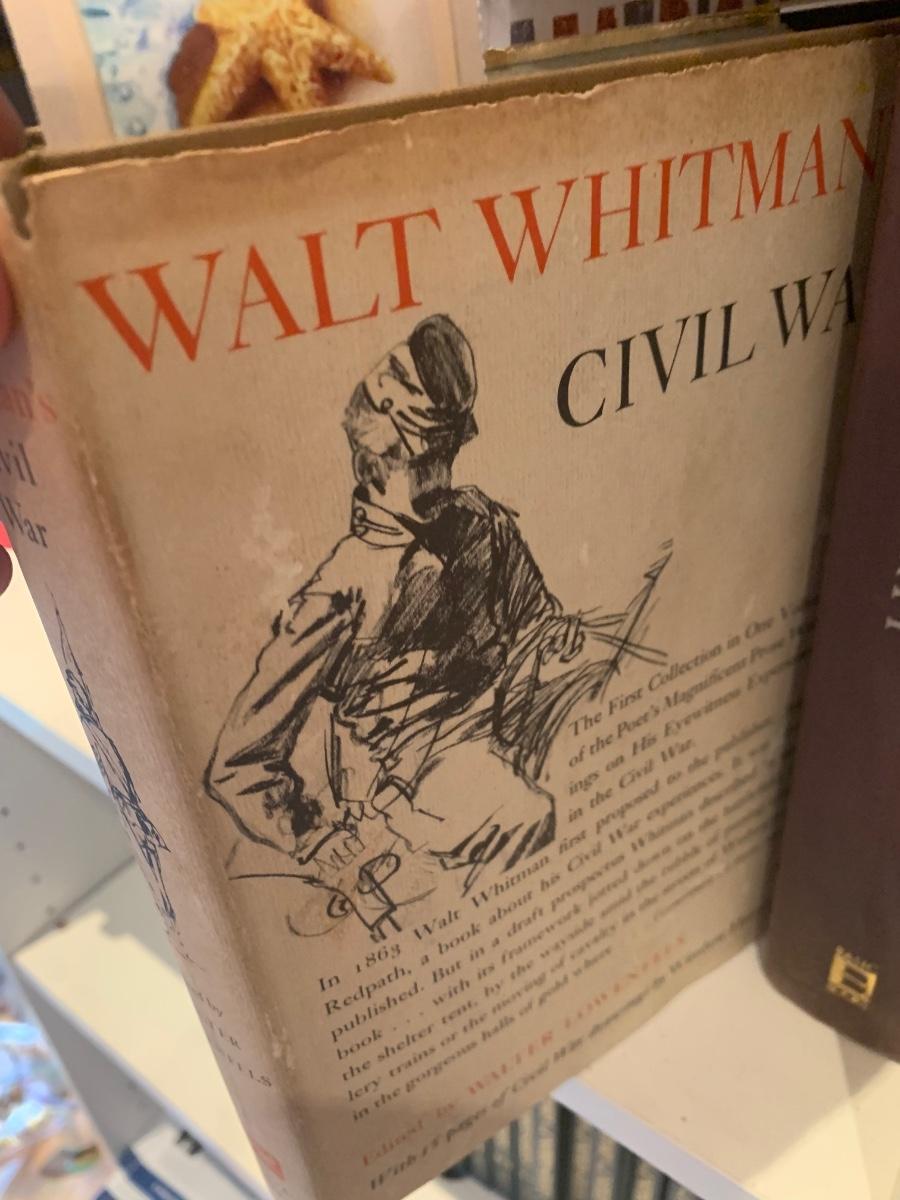 WALT WHITMAN'
CIVIL WA
The First Collection in One
of the Poet's Magnificent Prose
ings on His Eyewitness
in the Civil War.
In 1863 Walt Whitman first proposed to the publisher,
Redpath, a book about his Civil War experiences. It was
published. But in a draft prospectus Whitman described
book . . . with its framework jotted down on the
the shelter tent, by the wayside amid the rubble of
lery trains or the moving of cavalry in the streets of
in the gorgeous halls of gold where
Edited by WALTER LOWENFELS
With 15 pages of Civil War drawings by Winslow
n's
vil
War
by
ER
ELLS